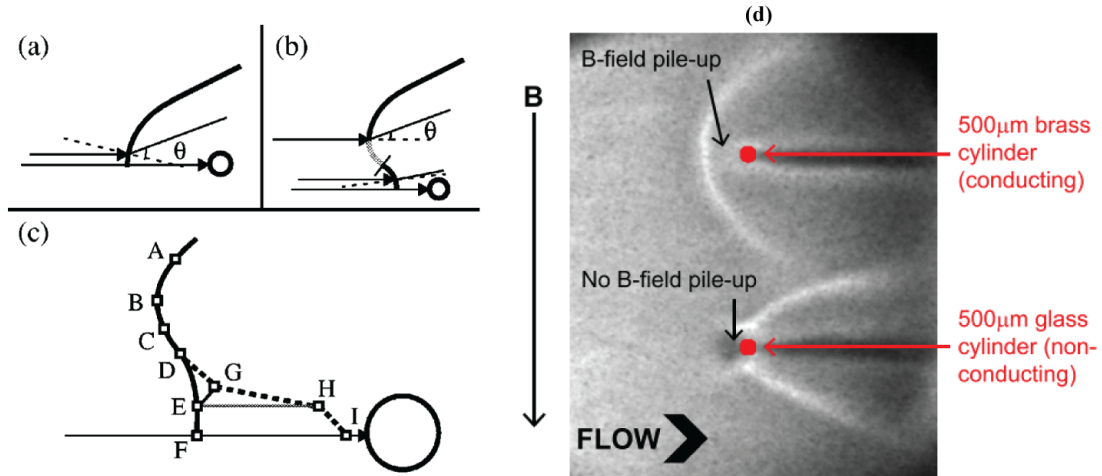 (a)
θ
(b)
θ
(c)
A
B
C
D
G
E
H
I
F
(d)
B
B-field pile-up
500μm brass
cylinder
(conducting)
No B-field pile-up
500μm glass
cylinder (non-
conducting)
FLOW